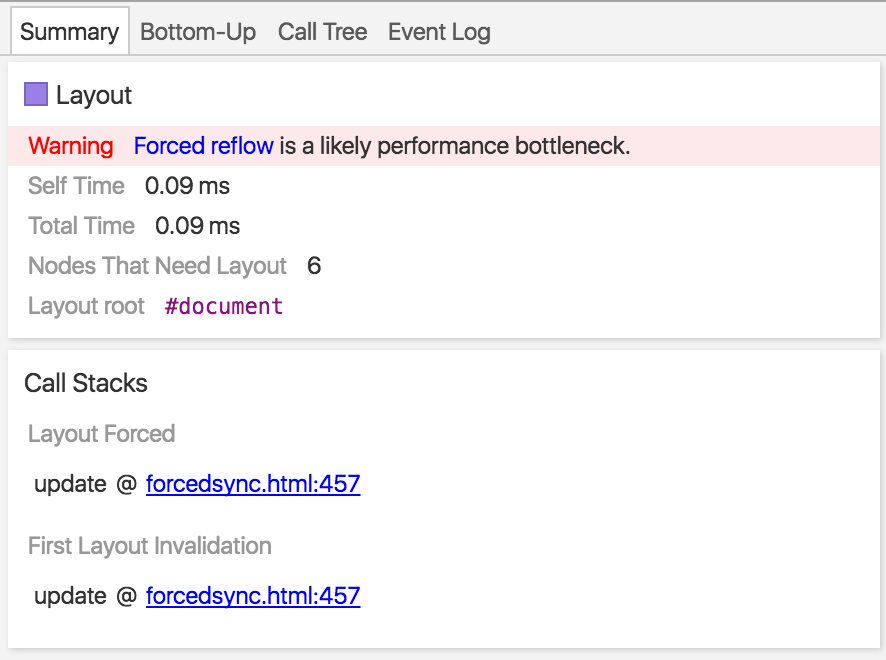 Summary Bottom-Up Call Tree Event Log
Layout
Warning Forced reflow is a likely performance bottleneck.
Self Time 0.09 ms
Total Time 0.09 ms
Nodes That Need Layout 6
Layout root #document
Call Stacks
Layout Forced
update @ forcedsync.html:457
First Layout Invalidation
update @ forcedsync.html:457